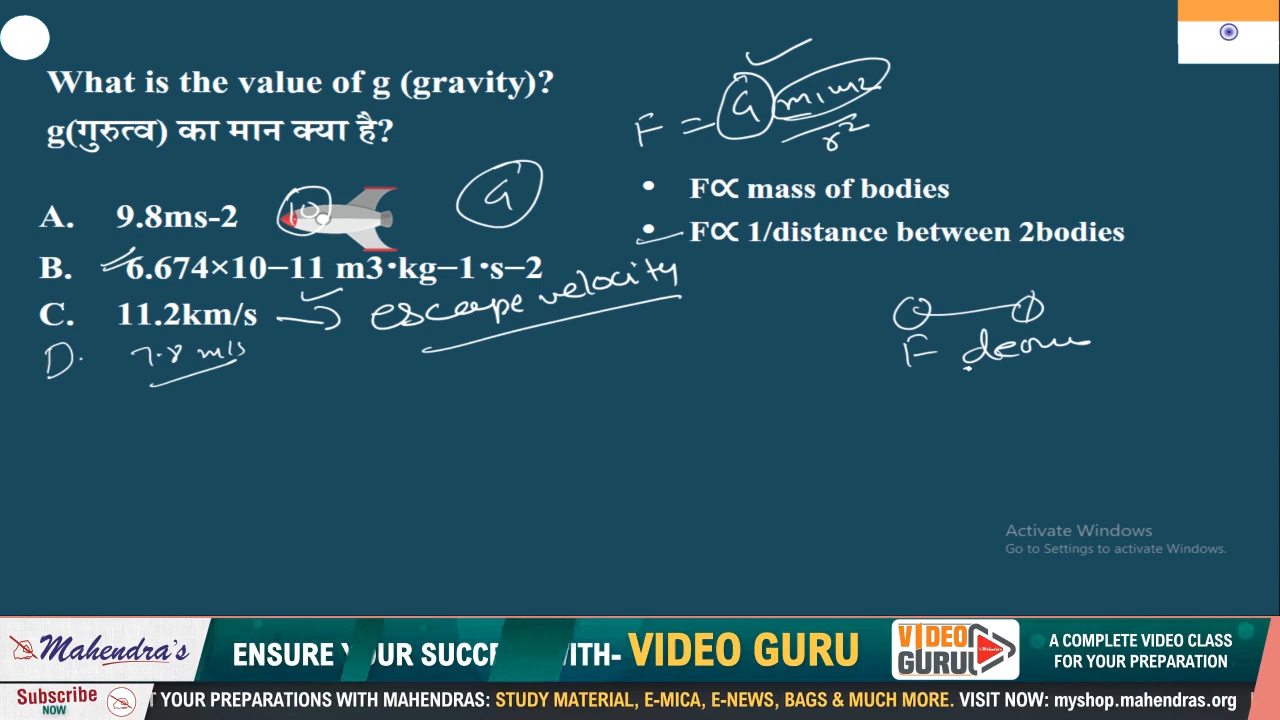 What is the value of g (gravity)?
g(गुरुत्व) का मान क्या है?
A. 9.8ms-2
10
G
B. 6.674×10−11 m3·kg−1·s−2
C. 11.2km/s → escape velocity
D. 7.8 m/s
F = G m1m2
r2
• F∝ mass of bodies
• F∝ 1/distance between 2bodies
F
Activate Windows
Go to Settings to activate Windows.
Mahendra's
ENSURE YOUR SUCC WITH- VIDEO GURU
VIDEO
GURU
A COMPLETE VIDEO CLASS
FOR YOUR PREPARATION
Subscribe
NOW
T YOUR PREPARATIONS WITH MAHENDRAS: STUDY MATERIAL, E-MICA, E-NEWS, BAGS & MUCH MORE. VISIT NOW: myshop.mahendras.org